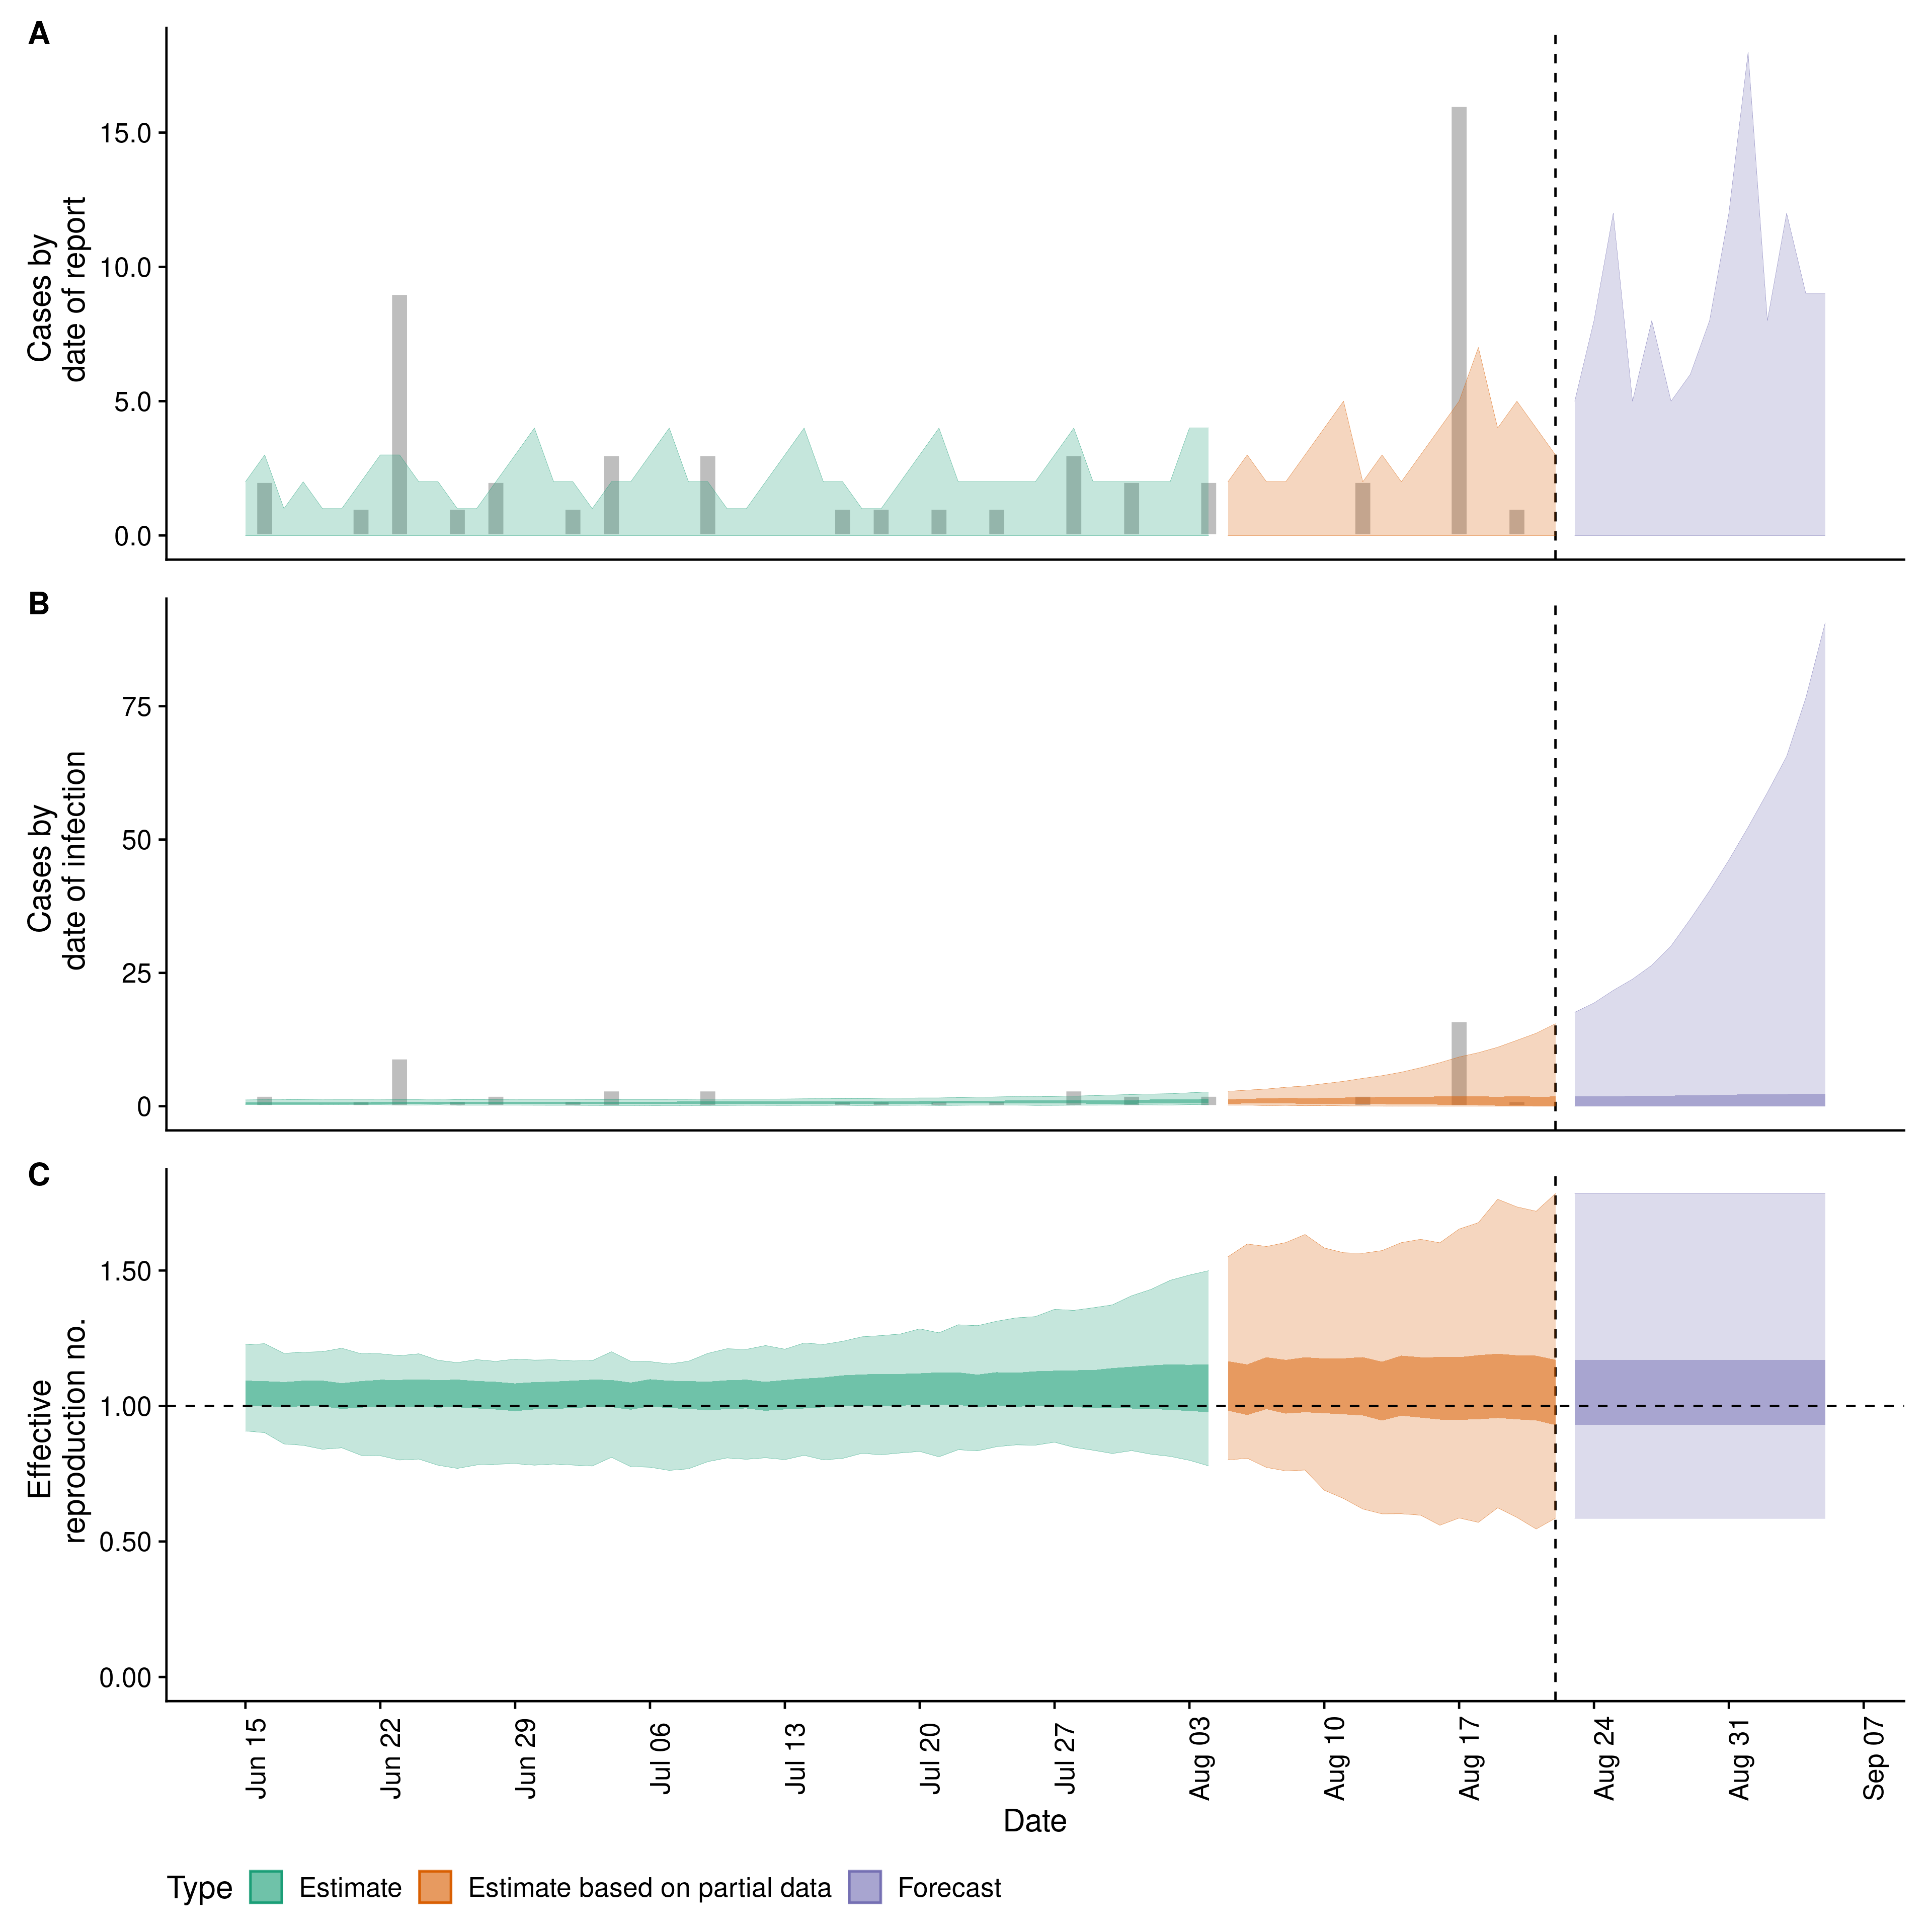 A
Cases by
date of report
15.0
10.0
5.0
0.0
B
Cases by
date of infection
75
50
25
0
C
Effective
reproduction no.
1.50
1.00
0.50
0.00
Jun 15
Jun 22
Jun 29
Jul 06
Jul 13
Jul 20
Jul 27
Aug 03
Aug 10
Aug 17
Aug 24
Aug 31
Sep 07
Date
Type Estimate Estimate based on partial data Forecast